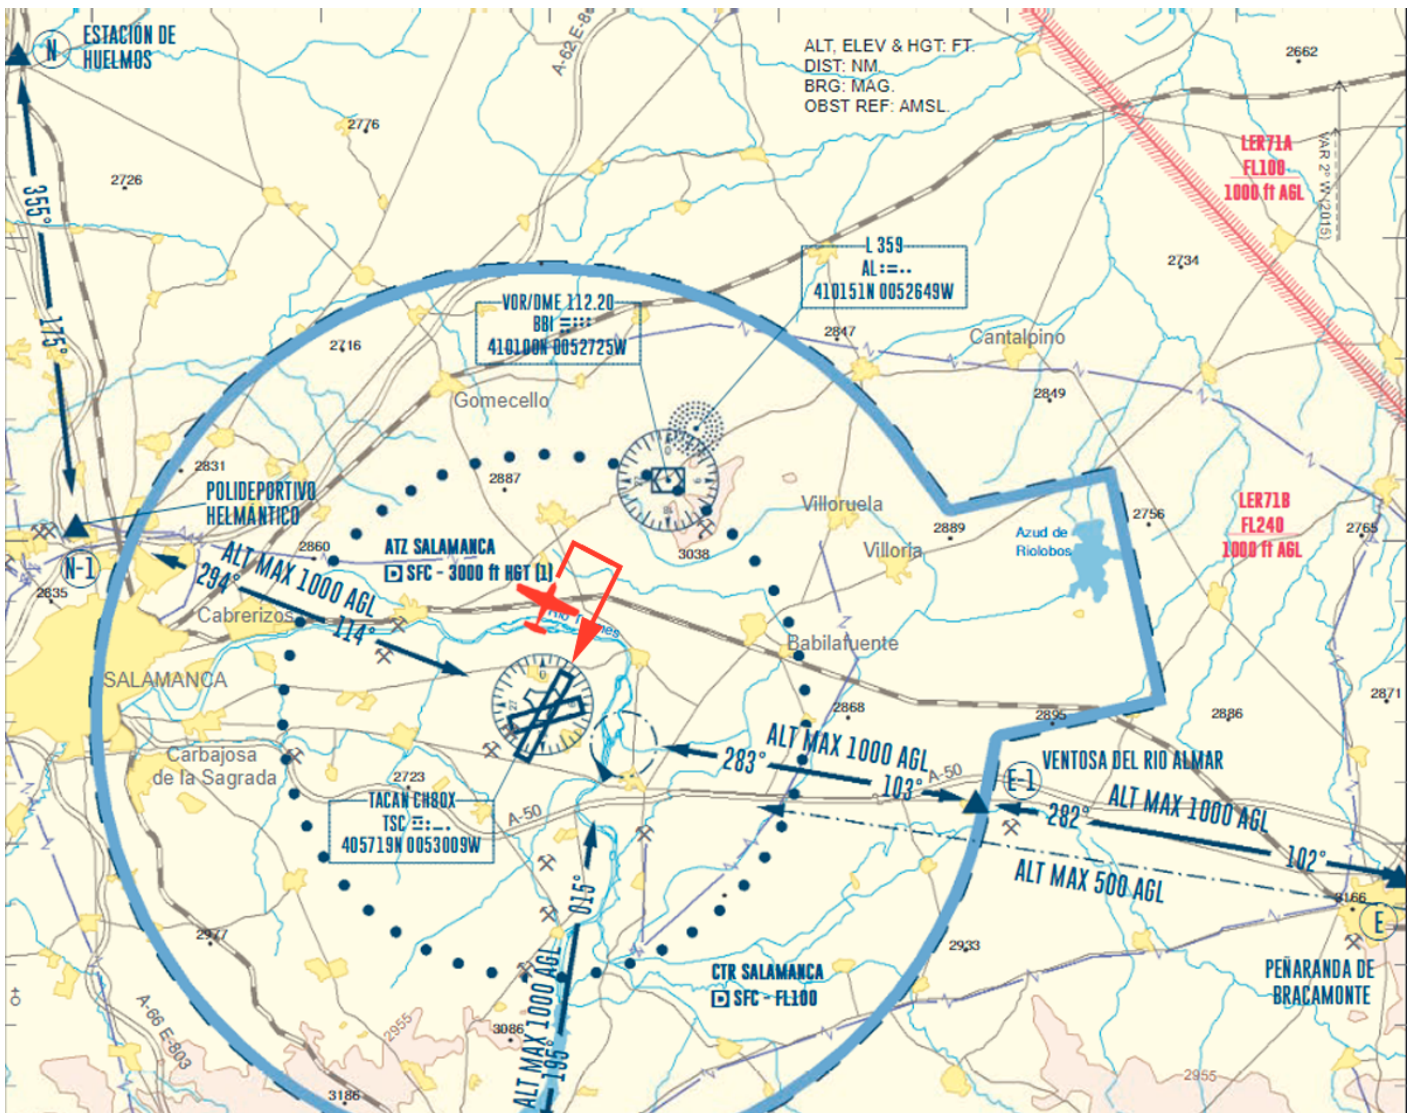 N
ESTACIÓN DE
HUELMOS
A-62 E-8
ALT, ELEV & HGT: FT.
DIST: NM.
BRG: MAG.
OBST REF: AMSL.
2662
2776
2726
LER71A
FL100
1000 ft AGL
VAR 2° W (2015)
355°
175°
L 359
AL
410151N 0052649W
2734
VOR/DME 112.20
BBI
410100N 0052725W
2716
2847
Cantalpino
Gomecello
2849
2831
2887
POLIDEPORTIVO
HELMÁNTICO
N-1
2835
Villoruela
2889
Villoria
Azud de
Riolobos
2756
LER71B
FL240
1000 ft AGL
2765
3038
2860
ATZ SALAMANCA
D SFC - 3000 ft HGT (1)
ALT MAX 1000 AGL
294°
114°
Cabrerizos
Babilafuente
SALAMANCA
2868
2895
2886
2871
Carbajosa
de la Sagrada
2723
ALT MAX 1000 AGL
283°
103°
A-50
E-1
VENTOSA DEL RIO ALMAR
ALT MAX 1000 AGL
282°
102°
TACAN CH80X
TSC
405719N 0053009W
A-50
ALT MAX 500 AGL
3166
E
PEÑARANDA DE
BRACAMONTE
015°
ALT MAX 1000 AGL
195°
2977
2933
CTR SALAMANCA
D SFC - FL100
A-66 E-803
2955
3086
3186
2955